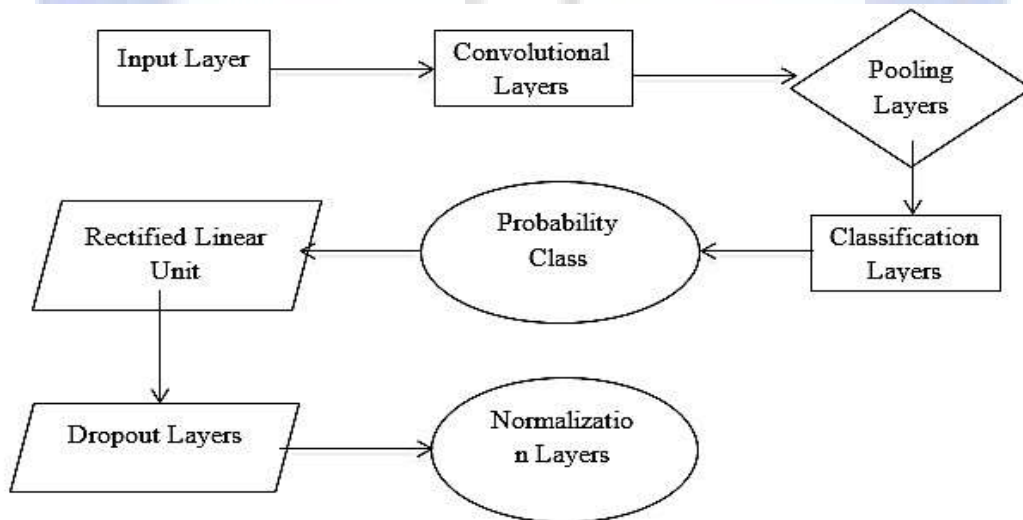 Input Layer
Convolutional
Layers
Pooling
Layers
Classification
Layers
Probability
Class
Rectified Linear
Unit
Dropout Layers
Normalizatio
n Layers